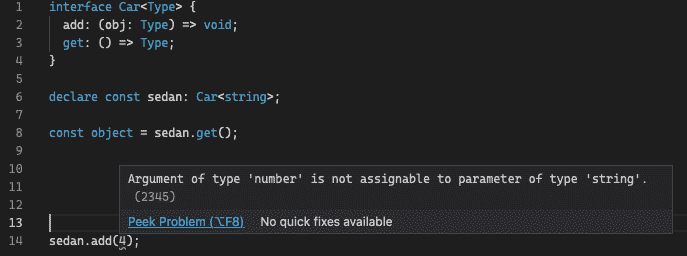 1 interface Car<Type> {
2 add: (obj: Type) => void;
3 get: () => Type;
4 }
5
6 declare const sedan: Car<string>;
7
8 const object = sedan.get();
9
10
Argument of type 'number' is not assignable to parameter of type 'string'.
11
(2345)
12
Peek Problem (⌥F8) No quick fixes available
13
14 sedan.add(4);